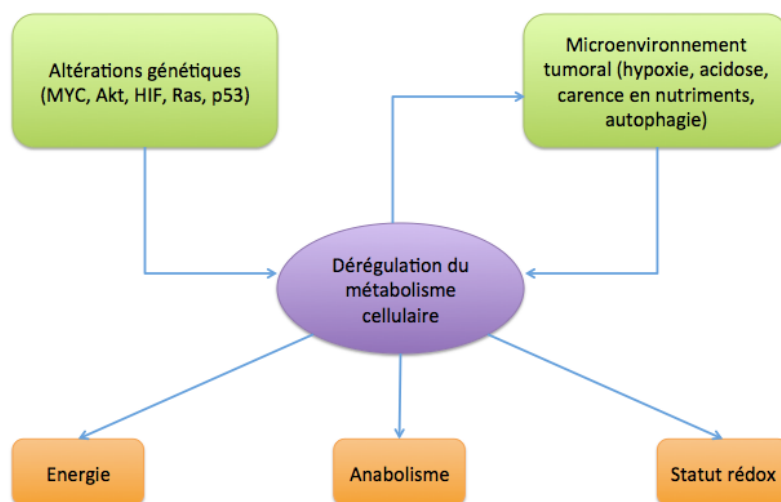 Altérations génétiques
(MYC, Akt, HIF, Ras, p53)
Microenvironnement
tumoral (hypoxie, acidose,
carence en nutriments,
autophagie)
Dérégulation du
métabolisme
cellulaire
Energie
Anabolisme
Statut rédox